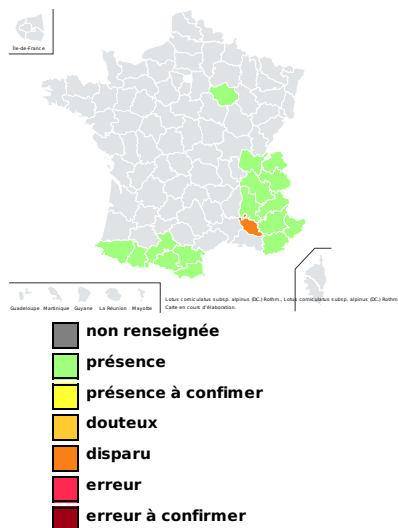 Île-de-France
Guadeloupe Martinique Guyane La Réunion Mayotte
Lotus corniculatus subsp. alpinus (DC.) Rothm., Lotus corniculatus subsp. alpinus (DC.) Rothm
Carte en cours d'élaboration.
non renseignée
présence
présence à confimer
douteux
disparu
erreur
erreur à confirmer